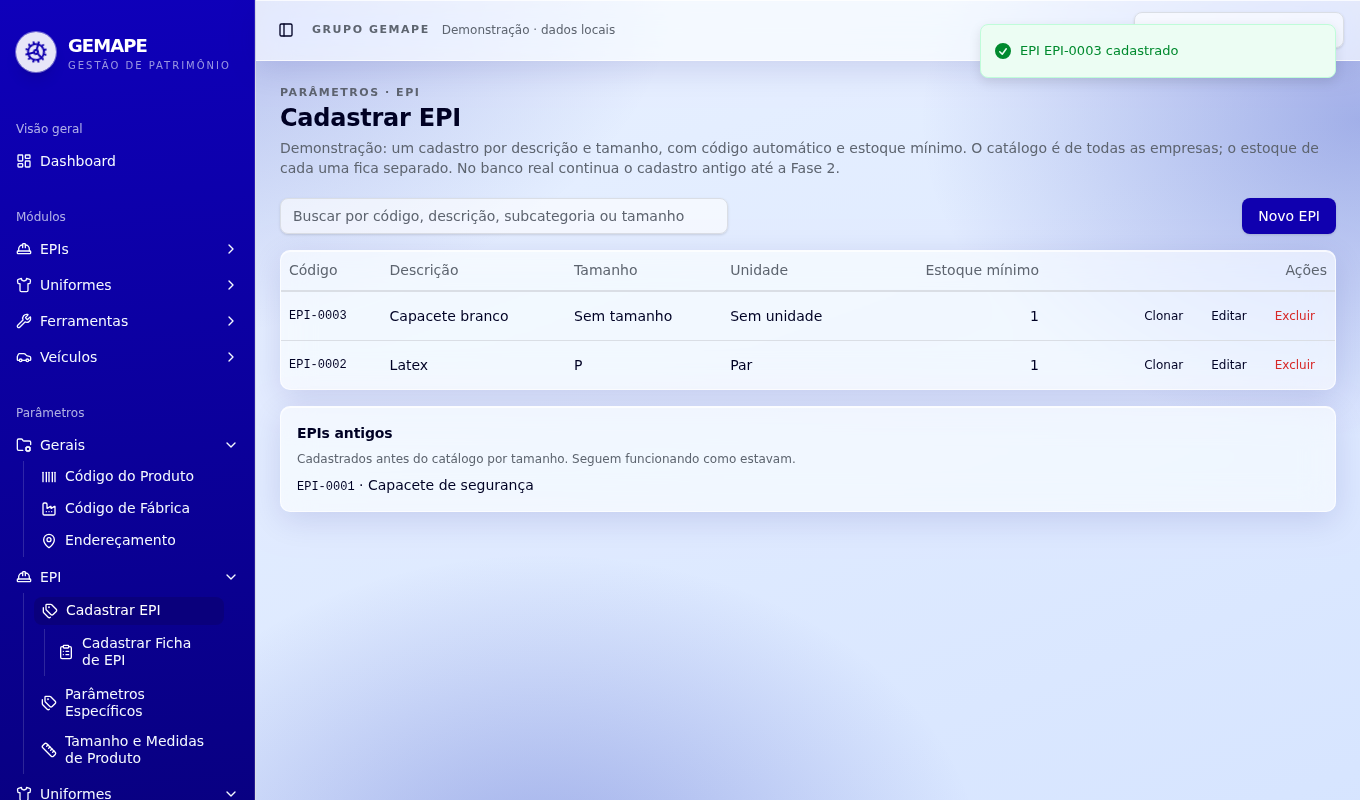 GEMAPE
GESTÃO DE PATRIMÔNIO
Visão geral
Dashboard
Módulos
EPIs
Uniformes
Ferramentas
Veículos
Parâmetros
Gerais
Código do Produto
Código de Fábrica
Endereçamento
EPI
Cadastrar EPI
Cadastrar Ficha
de EPI
Parâmetros
Específicos
Tamanho e Medidas
de Produto
Uniformes
GRUPO GEMAPE Demonstração · dados locais
EPI EPI-0003 cadastrado
PARÂMETROS · EPI
Cadastrar EPI
Demonstração: um cadastro por descrição e tamanho, com código automático e estoque mínimo. O catálogo é de todas as empresas; o estoque de
cada uma fica separado. No banco real continua o cadastro antigo até a Fase 2.
Buscar por código, descrição, subcategoria ou tamanho
Novo EPI
Código Descrição Tamanho Unidade Estoque mínimo Ações
EPI-0003 Capacete branco Sem tamanho Sem unidade 1 Clonar Editar Excluir
EPI-0002 Latex P Par 1 Clonar Editar Excluir
EPIs antigos
Cadastrados antes do catálogo por tamanho. Seguem funcionando como estavam.
EPI-0001 · Capacete de segurança